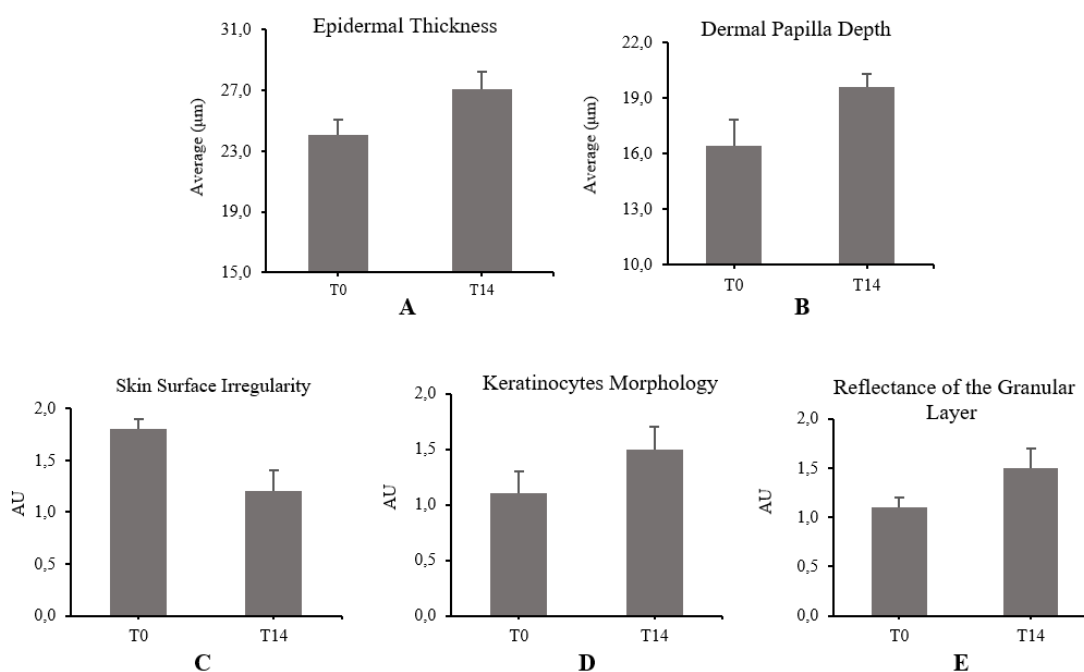 Epidermal Thickness
Average (μm)
31,0
27,0
23,0
19,0
15,0
T0
T14
A
Dermal Papilla Depth
Average (μm)
22,0
19,0
16,0
13,0
10,0
T0
T14
B
Skin Surface Irregularity
AU
2,0
1,5
1,0
0,5
0,0
T0
T14
C
Keratinocytes Morphology
AU
2,0
1,5
1,0
0,5
0,0
T0
T14
D
Reflectance of the Granular
Layer
AU
2,0
1,5
1,0
0,5
0,0
T0
T14
E